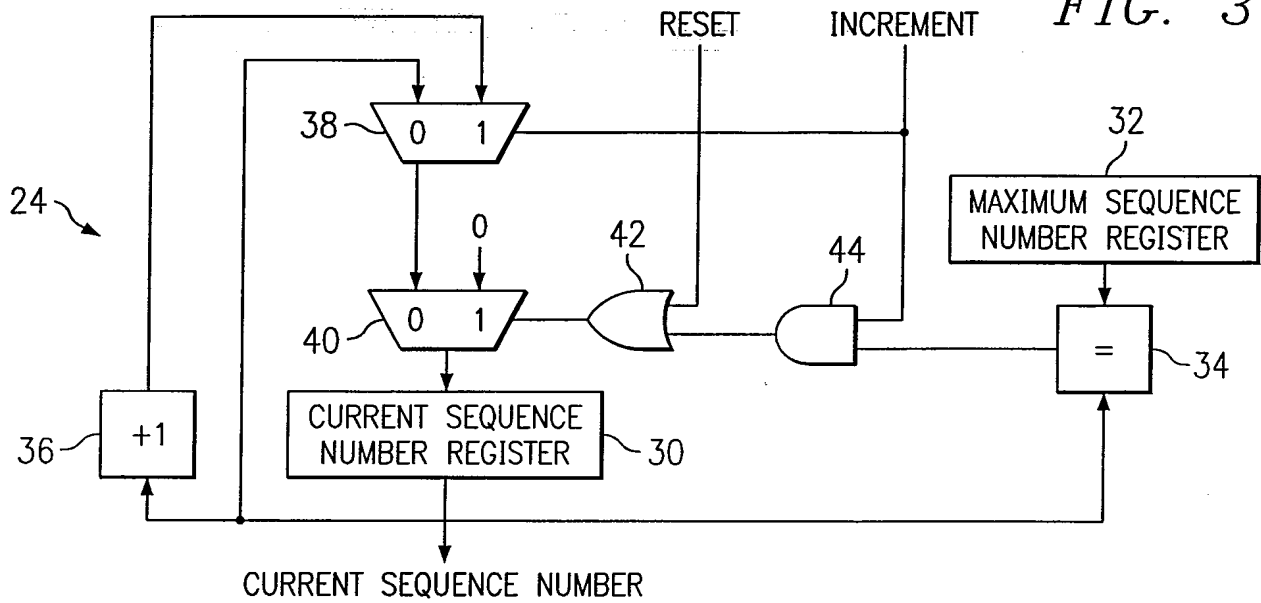 FIG. 3
RESET
INCREMENT
38
0 1
32
MAXIMUM SEQUENCE
NUMBER REGISTER
24
0
42
44
40
0 1
=
34
36
+1
CURRENT SEQUENCE
NUMBER REGISTER
30
CURRENT SEQUENCE NUMBER